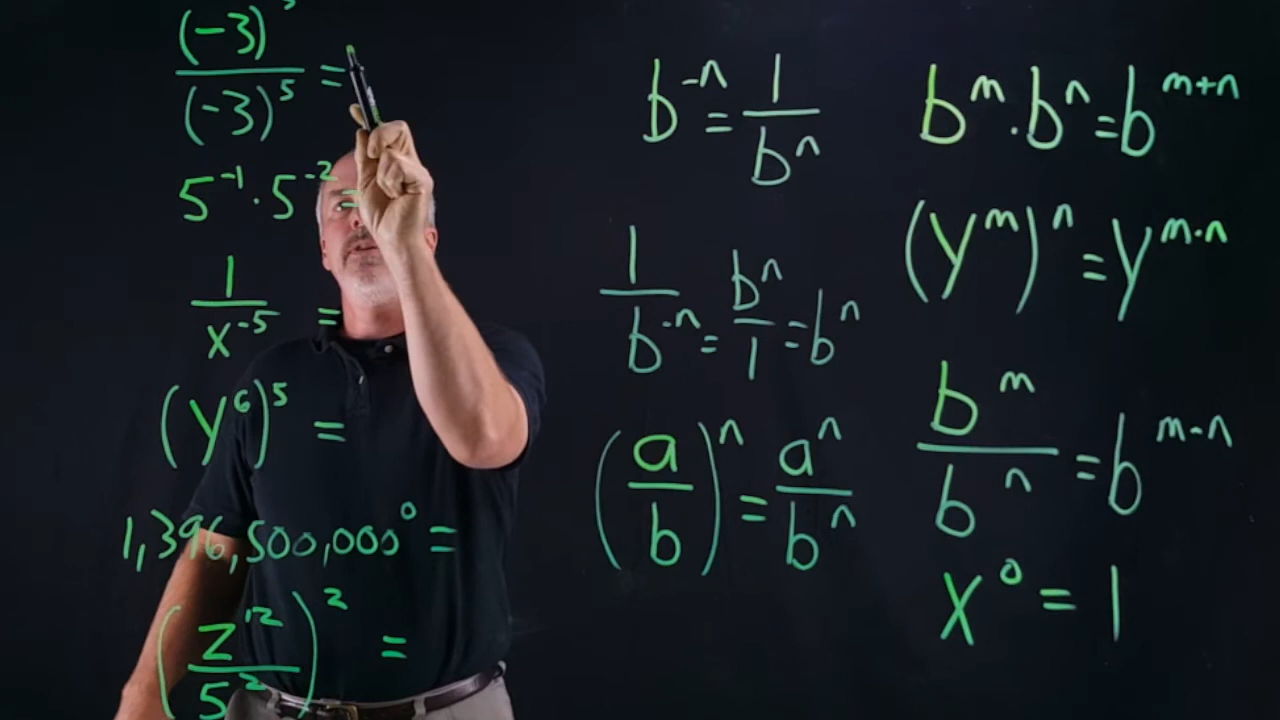 (-3)
(-3)⁵ =
5⁻¹ · 5⁻² =
1
x⁻⁵ =
(y⁶)⁵ =
1,396,500,000⁰ =
(z¹²
5²)² =
b⁻ⁿ = 1
bⁿ
1
b⁻ⁿ = bⁿ
1 = bⁿ
(a
b)ⁿ = aⁿ
bⁿ
bᵐ · bⁿ = bᵐ⁺ⁿ
(yᵐ)ⁿ = yᵐ·ⁿ
bᵐ
bⁿ = bᵐ⁻ⁿ
x⁰ = 1